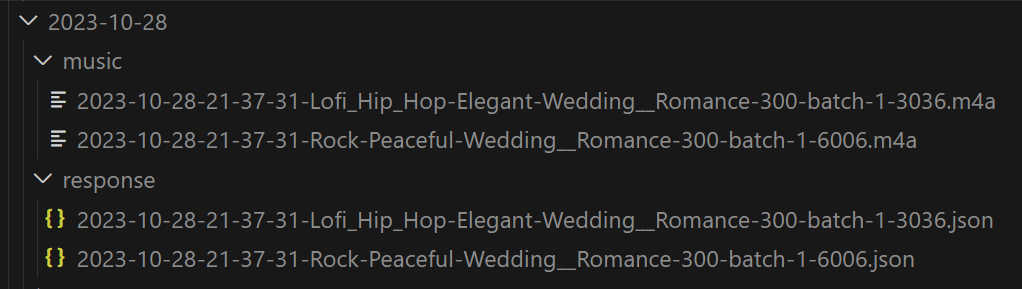 2023-10-28
music
2023-10-28-21-37-31-Lofi_Hip_Hop-Elegant-Wedding__Romance-300-batch-1-3036.m4a
2023-10-28-21-37-31-Rock-Peaceful-Wedding__Romance-300-batch-1-6006.m4a
response
2023-10-28-21-37-31-Lofi_Hip_Hop-Elegant-Wedding__Romance-300-batch-1-3036.json
2023-10-28-21-37-31-Rock-Peaceful-Wedding__Romance-300-batch-1-6006.json